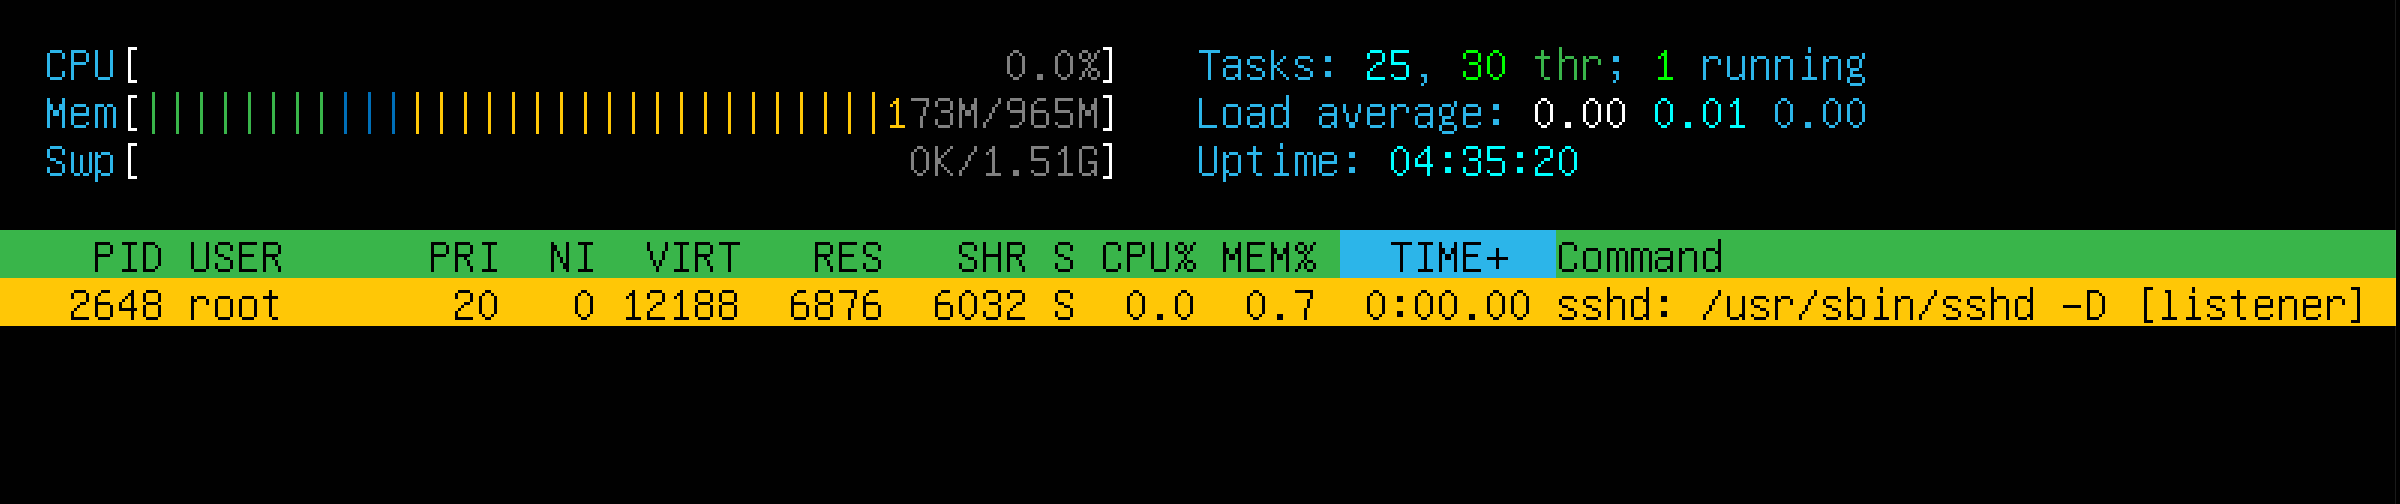 CPU[ 0.0%] Tasks: 25, 30 thr; 1 running
Mem[|||||||||||||||||||||||||||||||173M/965M] Load average: 0.00 0.01 0.00
Swp[ 0K/1.51G] Uptime: 04:35:20
PID USER PRI NI VIRT RES SHR S CPU% MEM% TIME+ Command
2648 root 20 0 12188 6876 6032 S 0.0 0.7 0:00.00 sshd: /usr/sbin/sshd -D [listener]